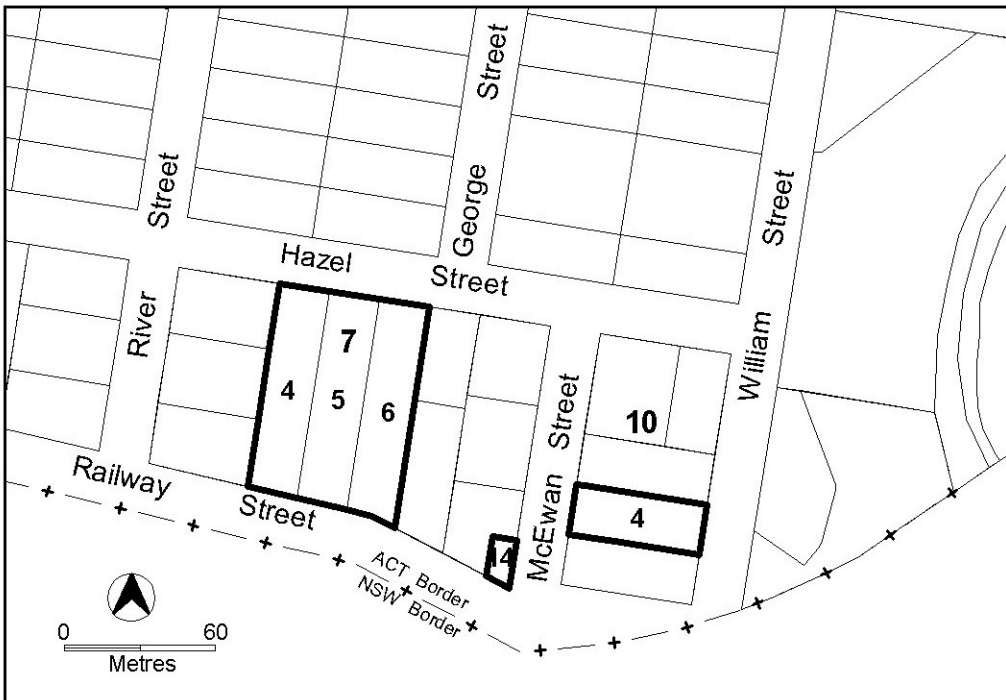 Street
Street
Street
George
Hazel
Street
River
William
7
4
5
6
10
Street
McEwan
4
14
Railway
Street
ACT Border
NSW Border
0 60
Metres